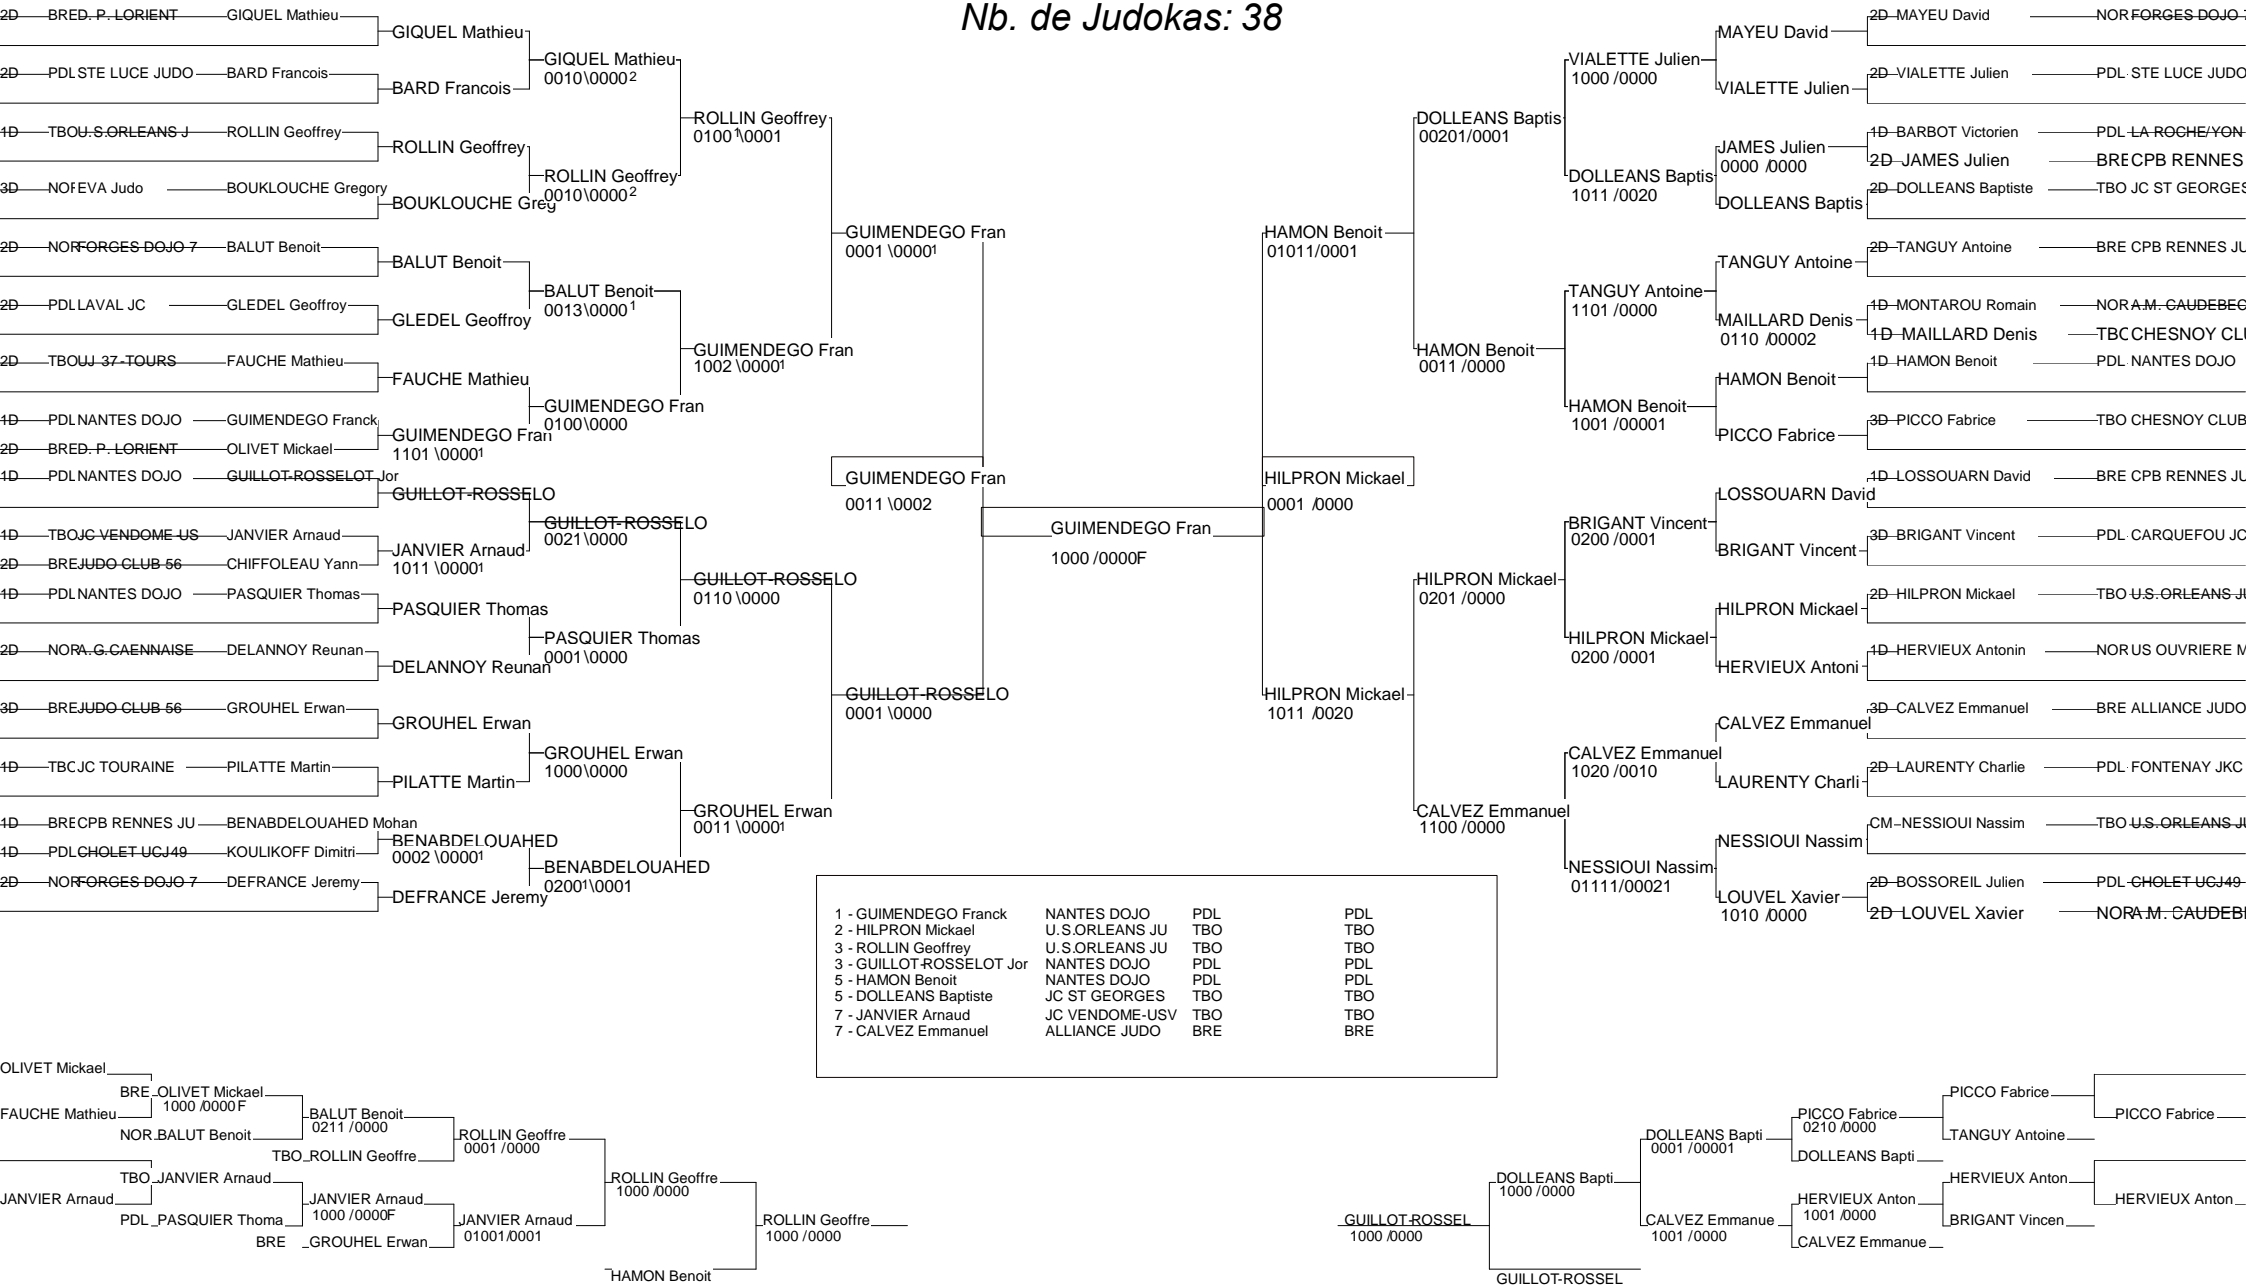 Nb. de Judokas: 38
2D BRE D. P. LORIENT GIQUEL Mathieu
2D PDL STE LUCE JUDO BARD Francois
1D TBO U.S.ORLEANS J ROLLIN Geoffrey
3D NOR EVA Judo BOUKLOUCHE Gregory
2D NOR FORGES DOJO 7 BALUT Benoit
2D PDL LAVAL JC GLEDEL Geoffroy
2D TBO UJ 37 -TOURS FAUCHE Mathieu
1D PDL NANTES DOJO GUIMENDEGO Franck
2D BRE D. P. LORIENT OLIVET Mickael
1D PDL NANTES DOJO GUILLOT-ROSSELOT Jor
1D TBO JC VENDOME-US JANVIER Arnaud
2D BRE JUDO CLUB 56 CHIFFOLEAU Yann
1D PDL NANTES DOJO PASQUIER Thomas
2D NOR A.G.CAENNAISE DELANNOY Reunan
3D BRE JUDO CLUB 56 GROUHEL Erwan
1D TBO JC TOURAINE PILATTE Martin
1D BRE CPB RENNES JU BENABDELOUAHED Mohan
1D PDL CHOLET UCJ49 KOULIKOFF Dimitri
2D NOR FORGES DOJO 7 DEFRANCE Jeremy
GIQUEL Mathieu
BARD Francois
ROLLIN Geoffrey
BOUKLOUCHE Greg
BALUT Benoit
GLEDEL Geoffroy
FAUCHE Mathieu
GUIMENDEGO Fran
1101 \00001
GUILLOT-ROSSELO
JANVIER Arnaud
1011 \00001
PASQUIER Thomas
DELANNOY Reunan
GROUHEL Erwan
PILATTE Martin
BENABDELOUAHED
0002 \00001
DEFRANCE Jeremy
GIQUEL Mathieu
0010\00002
ROLLIN Geoffrey
0010\00002
BALUT Benoit
0013\00001
GUIMENDEGO Fran
0100\0000
GUILLOT-ROSSELO
0021\0000
PASQUIER Thomas
0001\0000
GROUHEL Erwan
1000\0000
BENABDELOUAHED
02001\0001
ROLLIN Geoffrey
01001\0001
GUIMENDEGO Fran
1002 \00001
GUILLOT-ROSSELO
0110 \0000
GROUHEL Erwan
0011 \00001
GUIMENDEGO Fran
0001 \00001
GUILLOT-ROSSELO
0001 \0000
GUIMENDEGO Fran
0011 \0002
GUIMENDEGO Fran
1000 /0000F
HILPRON Mickael
0001 /0000
HAMON Benoit
01011/0001
HILPRON Mickael
1011 /0020
DOLLEANS Baptis
00201/0001
HAMON Benoit
0011 /0000
HILPRON Mickael
0201 /0000
CALVEZ Emmanuel
1100 /0000
VIALETTE Julien
1000 /0000
DOLLEANS Baptis
1011 /0020
TANGUY Antoine
1101 /0000
HAMON Benoit
1001 /00001
BRIGANT Vincent
0200 /0001
HILPRON Mickael
0200 /0001
CALVEZ Emmanuel
1020 /0010
NESSIOUI Nassim
01111/00021
MAYEU David
VIALETTE Julien
JAMES Julien
0000 /0000
DOLLEANS Baptis
TANGUY Antoine
MAILLARD Denis
0110 /00002
HAMON Benoit
PICCO Fabrice
LOSSOUARN David
BRIGANT Vincent
HILPRON Mickael
HERVIEUX Antoni
CALVEZ Emmanuel
LAURENTY Charli
NESSIOUI Nassim
LOUVEL Xavier
1010 /0000
2D MAYEU David NOR FORGES DOJO 7
2D VIALETTE Julien PDL STE LUCE JUDO
1D BARBOT Victorien PDL LA ROCHE/YON
2D JAMES Julien BRE CPB RENNES
2D DOLLEANS Baptiste TBO JC ST GEORGES
2D TANGUY Antoine BRE CPB RENNES JU
1D MONTAROU Romain NOR A.M. CAUDEBEC
1D MAILLARD Denis TBO CHESNOY CLU
1D HAMON Benoit PDL NANTES DOJO
3D PICCO Fabrice TBO CHESNOY CLUB
1D LOSSOUARN David BRE CPB RENNES JU
3D BRIGANT Vincent PDL CARQUEFOU JC
2D HILPRON Mickael TBO U.S.ORLEANS JU
1D HERVIEUX Antonin NOR US OUVRIERE M
3D CALVEZ Emmanuel BRE ALLIANCE JUDO
2D LAURENTY Charlie PDL FONTENAY JKC
CM NESSIOUI Nassim TBO U.S.ORLEANS JU
2D BOSSOREIL Julien PDL CHOLET UCJ49
2D LOUVEL Xavier NOR A.M. CAUDEBE
1 - GUIMENDEGO Franck NANTES DOJO PDL PDL
2 - HILPRON Mickael U.S.ORLEANS JU TBO TBO
3 - ROLLIN Geoffrey U.S.ORLEANS JU TBO TBO
3 - GUILLOT-ROSSELOT Jor NANTES DOJO PDL PDL
5 - HAMON Benoit NANTES DOJO PDL PDL
5 - DOLLEANS Baptiste JC ST GEORGES TBO TBO
7 - JANVIER Arnaud JC VENDOME-USV TBO TBO
7 - CALVEZ Emmanuel ALLIANCE JUDO BRE BRE
OLIVET Mickael
FAUCHE Mathieu
JANVIER Arnaud
BRE OLIVET Mickael
1000 /0000F
NOR BALUT Benoit
TBO JANVIER Arnaud
PDL PASQUIER Thoma
BALUT Benoit
0211 /0000
TBO ROLLIN Geoffre
JANVIER Arnaud
1000 /0000F
BRE GROUHEL Erwan
ROLLIN Geoffre
0001 /0000
JANVIER Arnaud
01001/0001
ROLLIN Geoffre
1000 /0000
HAMON Benoit
ROLLIN Geoffre
1000 /0000
GUILLOT-ROSSEL
1000 /0000
DOLLEANS Bapti
1000 /0000
GUILLOT-ROSSEL
DOLLEANS Bapti
0001 /00001
CALVEZ Emmanue
1001 /0000
PICCO Fabrice
0210 /0000
DOLLEANS Bapti
HERVIEUX Anton
1001 /0000
CALVEZ Emmanue
PICCO Fabrice
TANGUY Antoine
HERVIEUX Anton
BRIGANT Vincen
PICCO Fabrice
HERVIEUX Anton